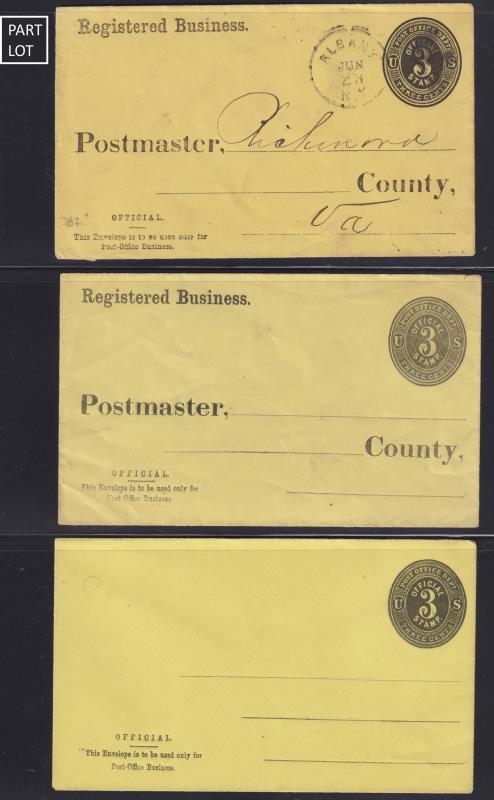 PART
LOT
Registered Business.
ALBANY
JUN
23
N.Y.
POST OFFICE DEPT.
U S
OFFICIAL
3
STAMP.
THREE CENTS
Postmaster, Richmond
County,
Va
OFFICIAL.
This Envelope is to be used only for
Post-Office Business.
Registered Business.
POST OFFICE DEPT.
U S
OFFICIAL
3
STAMP.
THREE CENTS
Postmaster,
County,
OFFICIAL.
This Envelope is to be used only for
Post-Office Business
POST OFFICE DEPT.
U S
OFFICIAL
3
STAMP.
THREE CENTS
OFFICIAL.
This Envelope is to be used only for
Post-Office Business.